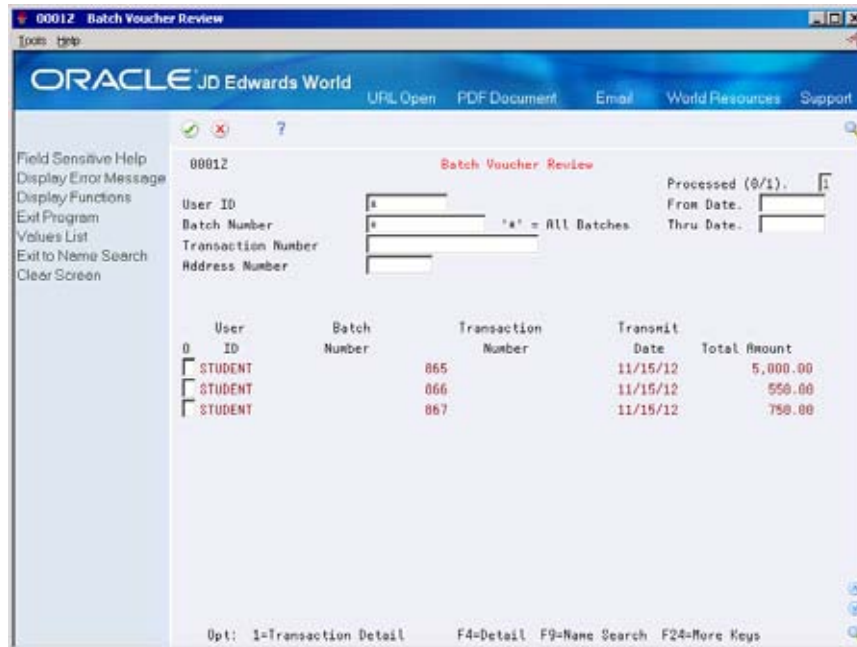 00012 Batch Voucher Review
Tools Help
ORACLE JD Edwards World
URL Open PDF Document Email World Resources Support
Field Sensitive Help
Display Error Message
Display Functions
Exit Program
Values List
Exit to Name Search
Clear Screen
00012 Batch Voucher Review
Processed (0/1). 1
User ID * From Date.
Batch Number * '*' = All Batches Thru Date.
Transaction Number
Address Number
User Batch Transaction Transmit
O ID Number Number Date Total Amount
STUDENT 865 11/15/12 5,000.00
STUDENT 866 11/15/12 550.00
STUDENT 867 11/15/12 750.00
Opt: 1=Transaction Detail F4=Detail F9=Name Search F24=More Keys